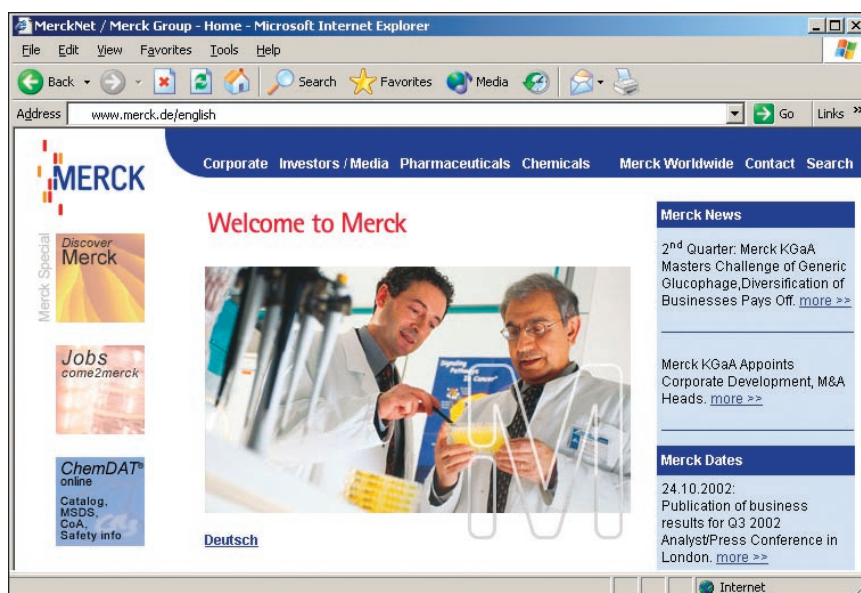 MerckNet / Merck Group - Home - Microsoft Internet Explorer
File Edit View Favorites Tools Help
Back Search Favorites Media
Address www.merck.de/english Go Links »
MERCK
Corporate Investors / Media Pharmaceuticals Chemicals Merck Worldwide Contact Search
Welcome to Merck
Merck Special
Discover
Merck
Jobs
come2merck
ChemDAT®
online
Catalog,
MSDS,
CoA,
Safety info
Signaling
Pathways
In Cancer
M
Deutsch
Merck News
2nd Quarter: Merck KGaA
Masters Challenge of Generic
Glucophage,Diversification of
Businesses Pays Off. more >>
Merck KGaA Appoints
Corporate Development, M&A
Heads. more >>
Merck Dates
24.10.2002:
Publication of business
results for Q3 2002
Analyst/Press Conference in
London. more >>
Internet